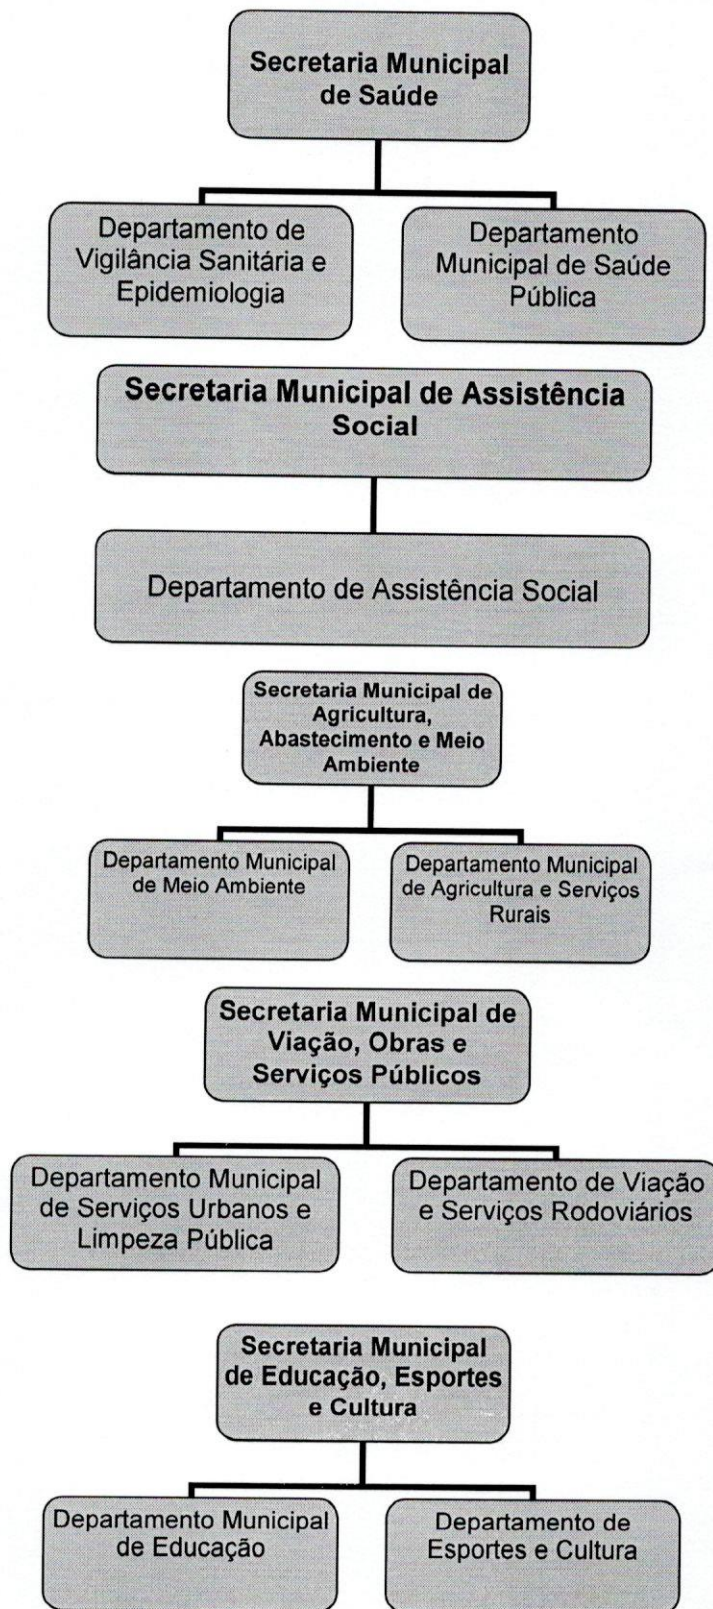 Secretaria Municipal
de Saúde
Departamento de
Vigilância Sanitária e
Epidemiologia
Departamento
Municipal de Saúde
Pública
Secretaria Municipal de Assistência
Social
Departamento de Assistência Social
Secretaria Municipal de
Agricultura,
Abastecimento e Meio
Ambiente
Departamento Municipal
de Meio Ambiente
Departamento Municipal
de Agricultura e Serviços
Rurais
Secretaria Municipal de
Viação, Obras e
Serviços Públicos
Departamento Municipal
de Serviços Urbanos e
Limpeza Pública
Departamento de Viação
e Serviços Rodoviários
Secretaria Municipal
de Educação, Esportes
e Cultura
Departamento Municipal
de Educação
Departamento de
Esportes e Cultura